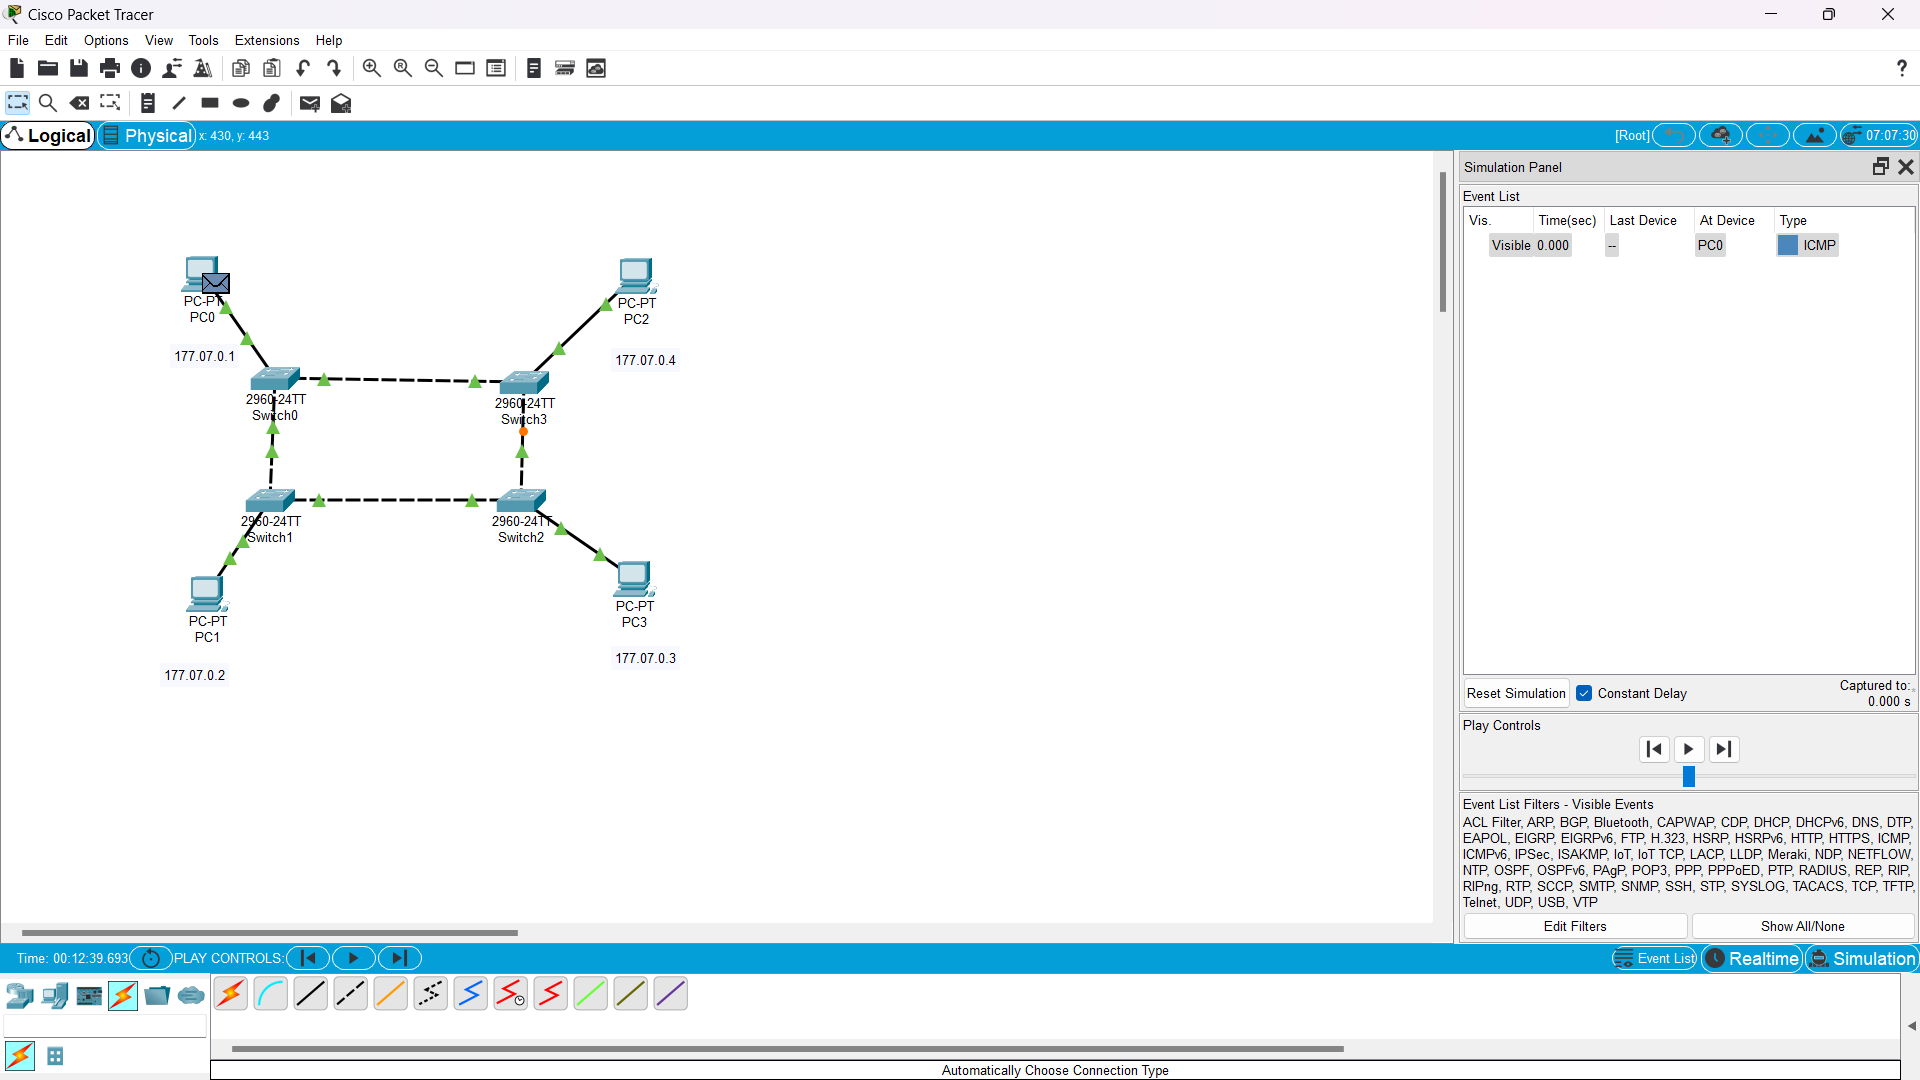 Cisco Packet Tracer
File Edit Options View Tools Extensions Help
?
Logical Physical x: 430, y: 443 [Root] 07:07:30
Simulation Panel
Event List
Vis. Time(sec) Last Device At Device Type
Visible 0.000 -- PC0 ICMP
PC-PT
PC0
177.07.0.1
PC-PT
PC2
177.07.0.4
2960-24TT
Switch0
2960-24TT
Switch3
2960-24TT
Switch1
2960-24TT
Switch2
PC-PT
PC1
177.07.0.2
PC-PT
PC3
177.07.0.3
Reset Simulation Constant Delay Captured to:
0.000 s
Play Controls
Event List Filters - Visible Events
ACL Filter, ARP, BGP, Bluetooth, CAPWAP, CDP, DHCP, DHCPv6, DNS, DTP,
EAPOL, EIGRP, EIGRPv6, FTP, H.323, HSRP, HSRPv6, HTTP, HTTPS, ICMP,
ICMPv6, IPSec, ISAKMP, IoT, IoT TCP, LACP, LLDP, Meraki, NDP, NETFLOW,
NTP, OSPF, OSPFv6, PAgP, POP3, PPP, PPPoED, PTP, RADIUS, REP, RIP,
RIPng, RTP, SCCP, SMTP, SNMP, SSH, STP, SYSLOG, TACACS, TCP, TFTP,
Telnet, UDP, USB, VTP
Edit Filters Show All/None
Time: 00:12:39.693 PLAY CONTROLS: Event List Realtime Simulation
Automatically Choose Connection Type